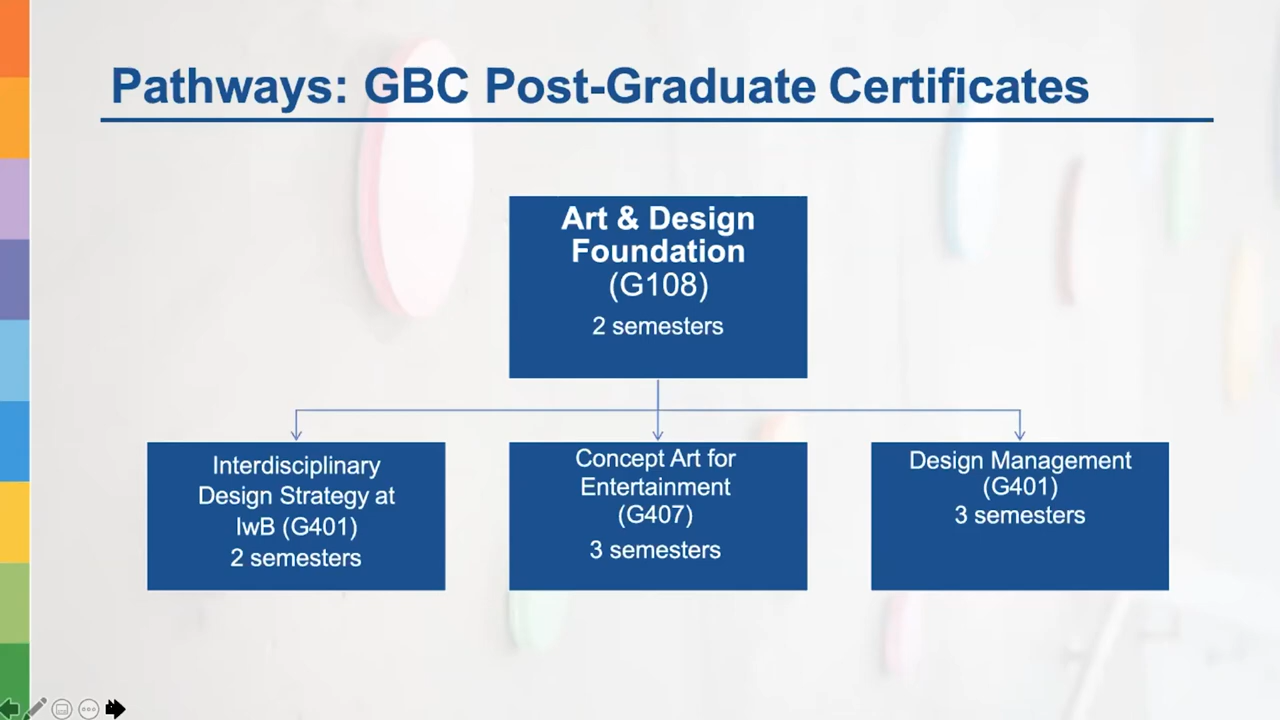 Pathways: GBC Post-Graduate Certificates
Art & Design
Foundation
(G108)
2 semesters
Interdisciplinary
Design Strategy at
IwB (G401)
2 semesters
Concept Art for
Entertainment
(G407)
3 semesters
Design Management
(G401)
3 semesters